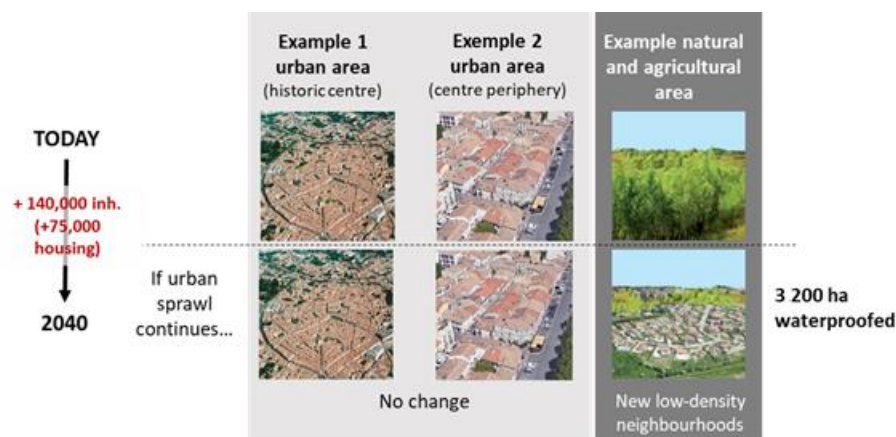 Example 1
urban area
(historic centre)
Exemple 2
urban area
(centre periphery)
Example natural
and agricultural
area
TODAY
+ 140,000 inh.
(+75,000
housing)
2040
If urban
sprawl
continues…
3 200 ha
waterproofed
No change
New low-density
neighbourhoods